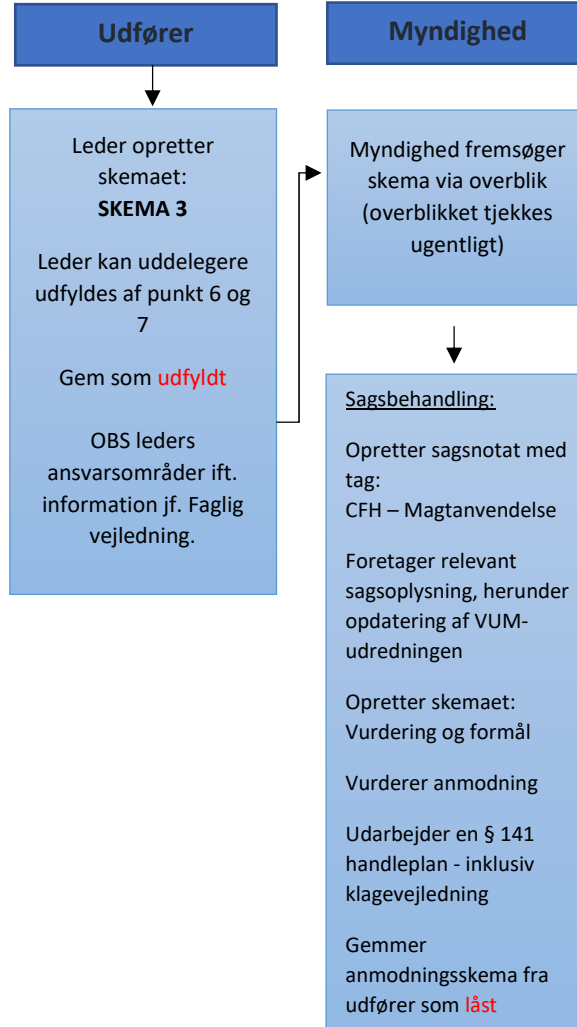 Udfører
Leder opretter
skemaet:
SKEMA 3
Leder kan uddelegere
udfyldes af punkt 6 og
7
Gem som udfyldt
OBS leders
ansvarsområder ift.
information jf. Faglig
vejledning.
Myndighed
Myndighed fremsøger
skema via overblik
(overblikket tjekkes
ugentligt)
Sagsbehandling:
Opretter sagsnotat med
tag:
CFH – Magtanvendelse
Foretager relevant
sagsoplysning, herunder
opdatering af VUM-
udredningen
Opretter skemaet:
Vurdering og formål
Vurderer anmodning
Udarbejder en § 141
handleplan - inklusiv
klagevejledning
Gemmer
anmodningsskema fra
udfører som låst